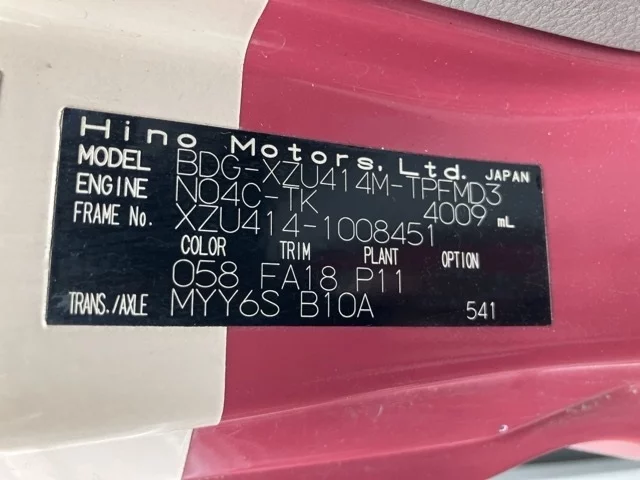 Hino Motors, Ltd. JAPAN
MODEL BDG-XZU414M-TPFMD3
ENGINE N04C-TK 4009 mL
FRAME No. XZU414-1008451
COLOR TRIM PLANT OPTION
058 FA18 P11
TRANS./AXLE MYY6S B10A 541